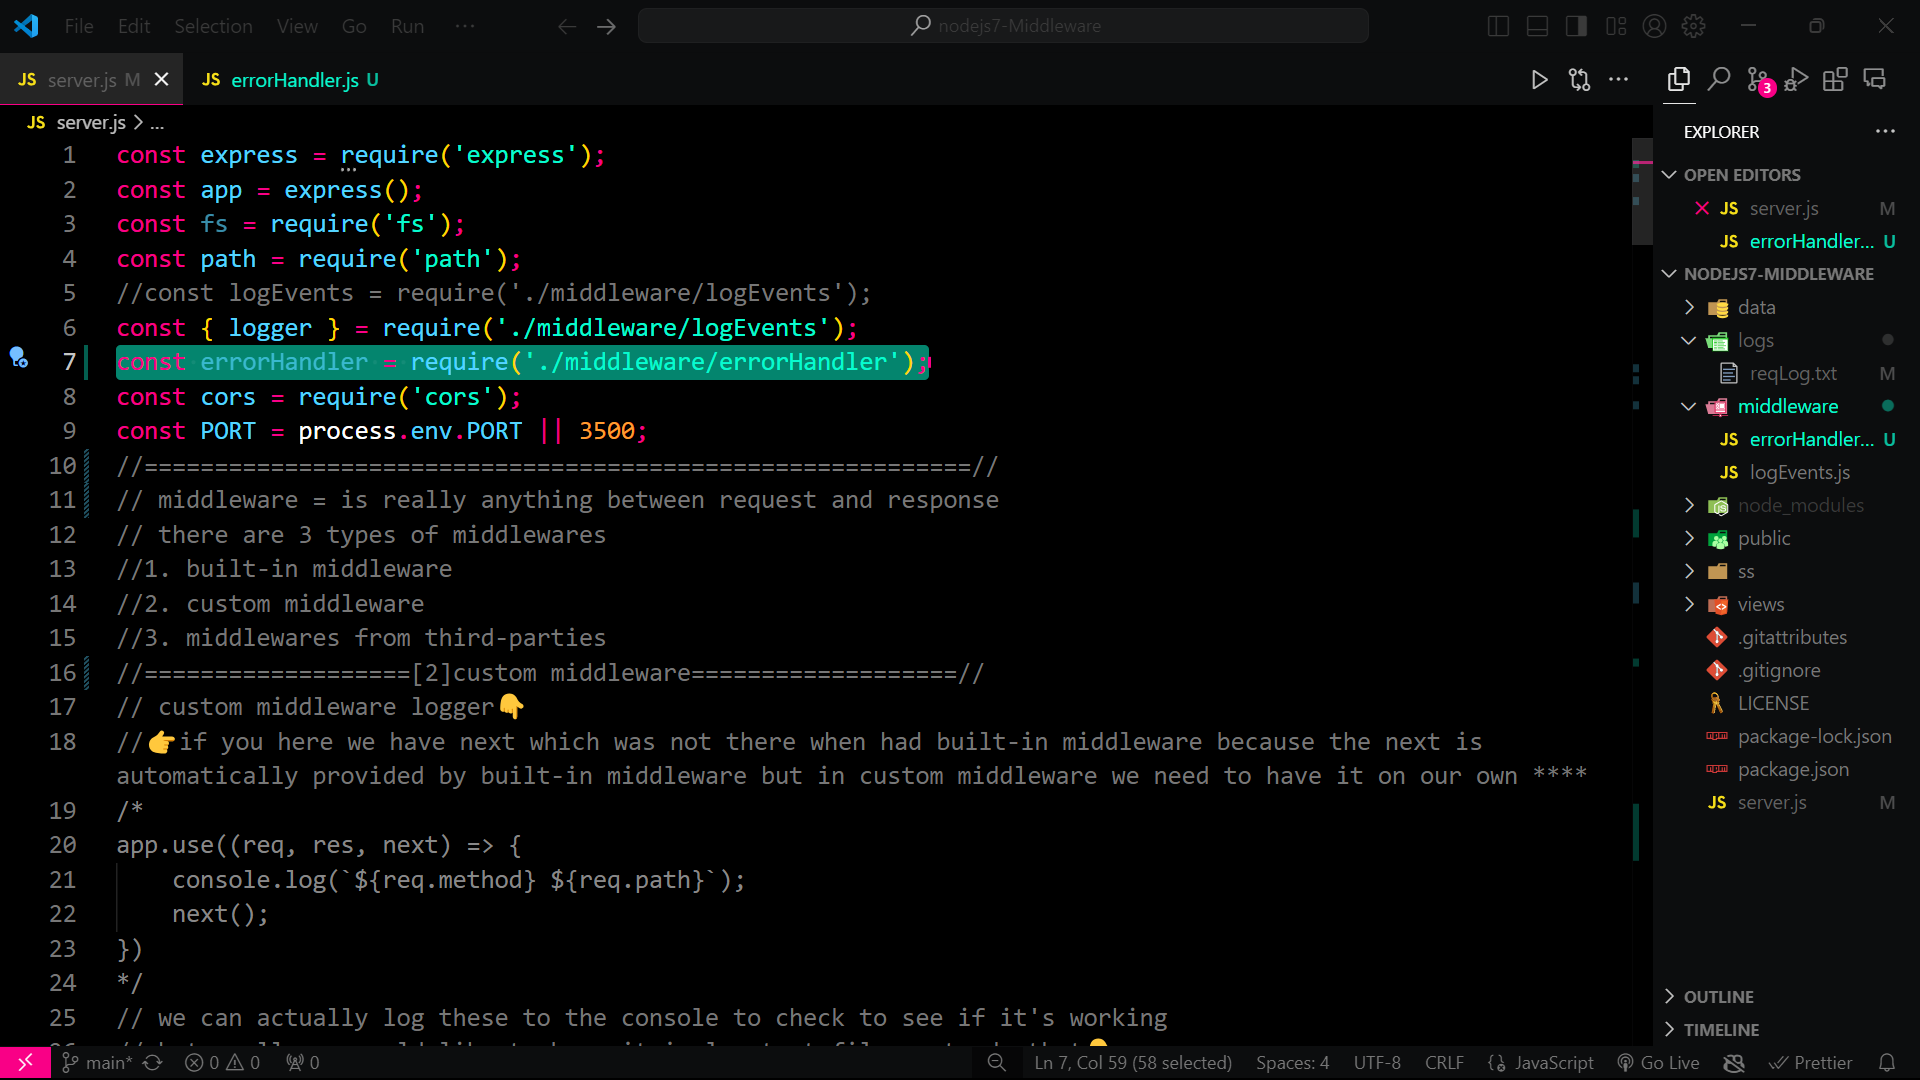 File Edit Selection View Go Run ··· nodejs7-Middleware
JS server.js M JS errorHandler.js U
JS server.js > ...
1 const express = require('express');
2 const app = express();
3 const fs = require('fs');
4 const path = require('path');
5 //const logEvents = require('./middleware/logEvents');
6 const { logger } = require('./middleware/logEvents');
7 const errorHandler = require('./middleware/errorHandler');
8 const cors = require('cors');
9 const PORT = process.env.PORT || 3500;
10 //===========================================================//
11 // middleware = is really anything between request and response
12 // there are 3 types of middlewares
13 //1. built-in middleware
14 //2. custom middleware
15 //3. middlewares from third-parties
16 //===================[2]custom middleware===================//
17 // custom middleware logger👇
18 //👉if you here we have next which was not there when had built-in middleware because the next is
automatically provided by built-in middleware but in custom middleware we need to have it on our own ****
19 /*
20 app.use((req, res, next) => {
21 console.log(`${req.method} ${req.path}`);
22 next();
23 })
24 */
25 // we can actually log these to the console to check to see if it's working
3
EXPLORER ···
OPEN EDITORS
JS server.js M
JS errorHandler... U
NODEJS7-MIDDLEWARE
data
logs
reqLog.txt M
middleware
JS errorHandler... U
JS logEvents.js
node_modules
public
ss
views
.gitattributes
.gitignore
LICENSE
package-lock.json
package.json
JS server.js M
OUTLINE
TIMELINE
main* 0 0 0 Ln 7, Col 59 (58 selected) Spaces: 4 UTF-8 CRLF {} JavaScript Go Live Prettier